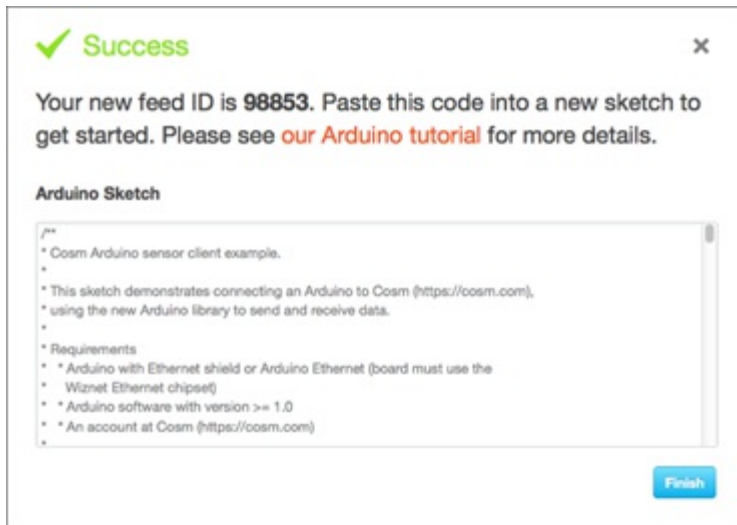 Success
Your new feed ID is 98853. Paste this code into a new sketch to
get started. Please see our Arduino tutorial for more details.
Arduino Sketch
/**
* Cosm Arduino sensor client example.
*
* This sketch demonstrates connecting an Arduino to Cosm (https://cosm.com),
* using the new Arduino library to send and receive data.
*
* Requirements
* * Arduino with Ethernet shield or Arduino Ethernet (board must use the
* Wiznet Ethernet chipset)
* * Arduino software with version >= 1.0
* * An account at Cosm (https://cosm.com)
*
Finish